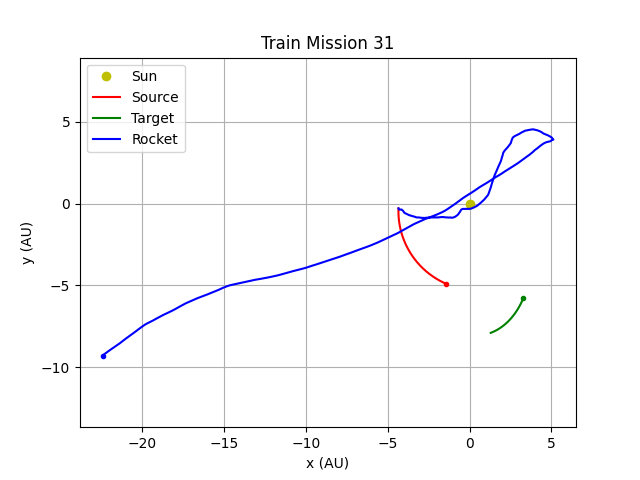 Train Mission 31
Sun
Source
Target
Rocket
5
0
−5
−10
y (AU)
−20
−15
−10
−5
0
5
x (AU)